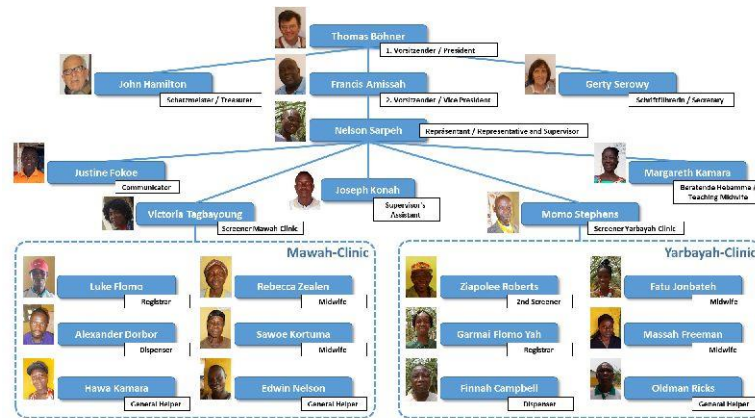 Thomas Böhner
1. Vorsitzender / President
John Hamilton
Schatzmeister / Treasurer
Francis Amissah
2. Vorsitzender / Vice President
Gerty Serowy
Schriftführerin / Secretary
Nelson Sarpeh
Repräsentant / Representative and Supervisor
Justine Fokoe
Communicator
Joseph Konah
Supervisor's
Assistant
Margareth Kamara
Beratende Hebamme /
Teaching Midwife
Victoria Tagbayoung
Screener Mawah Clinic
Momo Stephens
Screener Yarbayah Clinic
Mawah-Clinic
Luke Flomo
Registrar
Rebecca Zealen
Midwife
Alexander Dorbor
Dispenser
Sawoe Kortuma
Midwife
Hawa Kamara
General Helper
Edwin Nelson
General Helper
Yarbayah-Clinic
Ziapolee Roberts
2nd Screener
Fatu Jonbateh
Midwife
Garmai Flomo Yah
Registrar
Massah Freeman
Midwife
Finnah Campbell
Dispenser
Oldman Ricks
General Helper